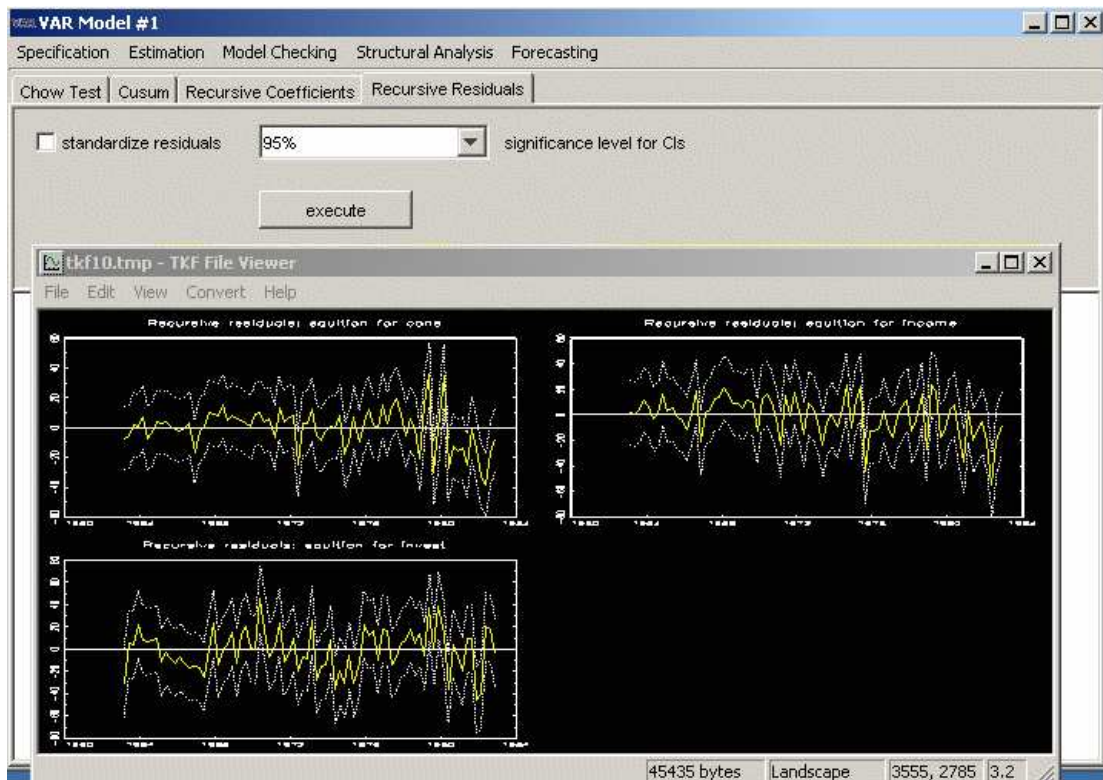 VAR Model #1
Specification Estimation Model Checking Structural Analysis Forecasting
Chow Test Cusum Recursive Coefficients Recursive Residuals
standardize residuals 95% significance level for CIs
execute
tkf10.tmp - TKF File Viewer
File Edit View Convert Help
Recursive residuals; equation for cons
Recursive residuals; equation for income
Recursive residuals; equation for invest
45435 bytes Landscape 3555, 2785 3.2